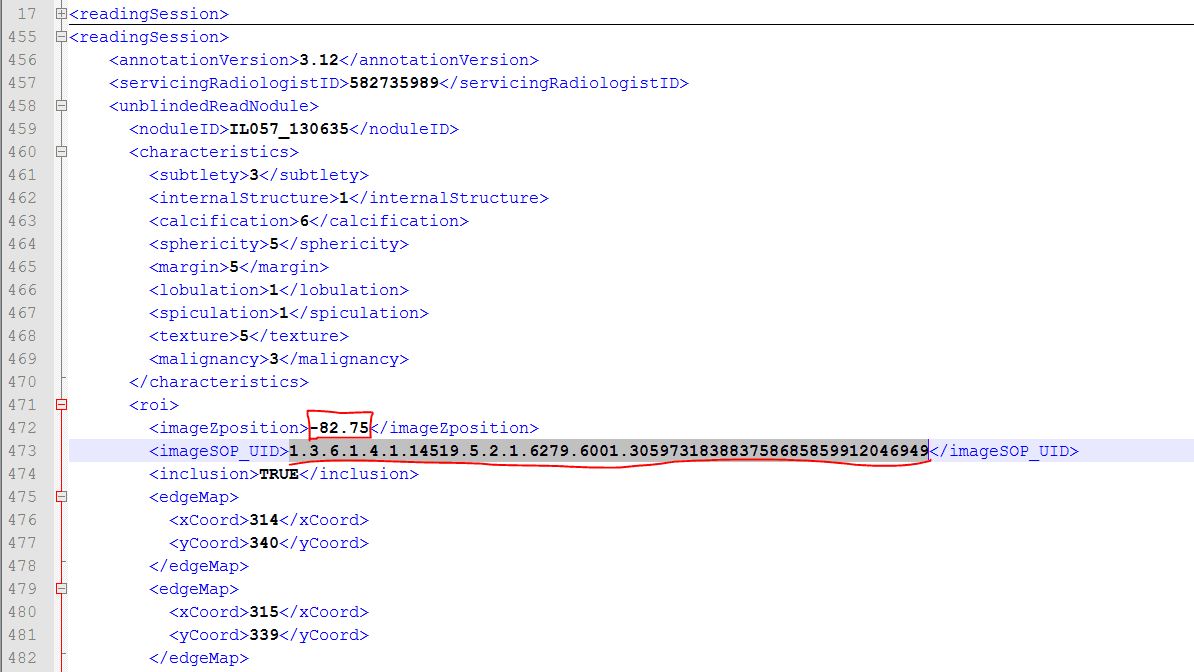 17 <readingSession>
455 <readingSession>
456 <annotationVersion>3.12</annotationVersion>
457 <servicingRadiologistID>582735989</servicingRadiologistID>
458 <unblindedReadNodule>
459 <noduleID>IL057_130635</noduleID>
460 <characteristics>
461 <subtlety>3</subtlety>
462 <internalStructure>1</internalStructure>
463 <calcification>6</calcification>
464 <sphericity>5</sphericity>
465 <margin>5</margin>
466 <lobulation>1</lobulation>
467 <spiculation>1</spiculation>
468 <texture>5</texture>
469 <malignancy>3</malignancy>
470 </characteristics>
471 <roi>
472 <imageZposition>-82.75</imageZposition>
473 <imageSOP_UID>1.3.6.1.4.1.14519.5.2.1.6279.6001.305973183883758685859912046949</imageSOP_UID>
474 <inclusion>TRUE</inclusion>
475 <edgeMap>
476 <xCoord>314</xCoord>
477 <yCoord>340</yCoord>
478 </edgeMap>
479 <edgeMap>
480 <xCoord>315</xCoord>
481 <yCoord>339</yCoord>
482 </edgeMap>